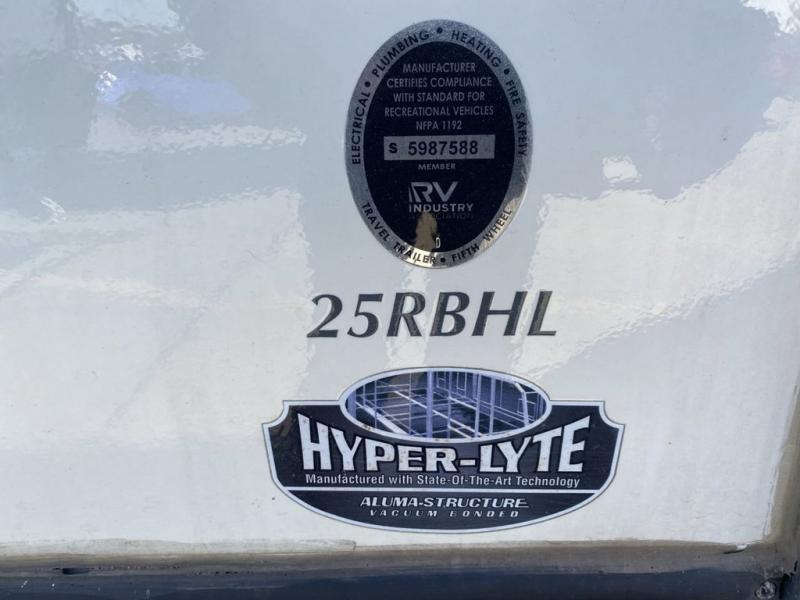 ELECTRICAL • PLUMBING • HEATING • FIRE SAFETY
MANUFACTURER
CERTIFIES COMPLIANCE
WITH STANDARD FOR
RECREATIONAL VEHICLES
NFPA 1192
S 5987588
MEMBER
RV
INDUSTRY
ASSOCIATION
TRAVEL TRAILER • FIFTH WHEEL
25RBHL
HYPER-LYTE
Manufactured with State-Of-The-Art Technology
ALUMA-STRUCTURE
VACUUM BONDED